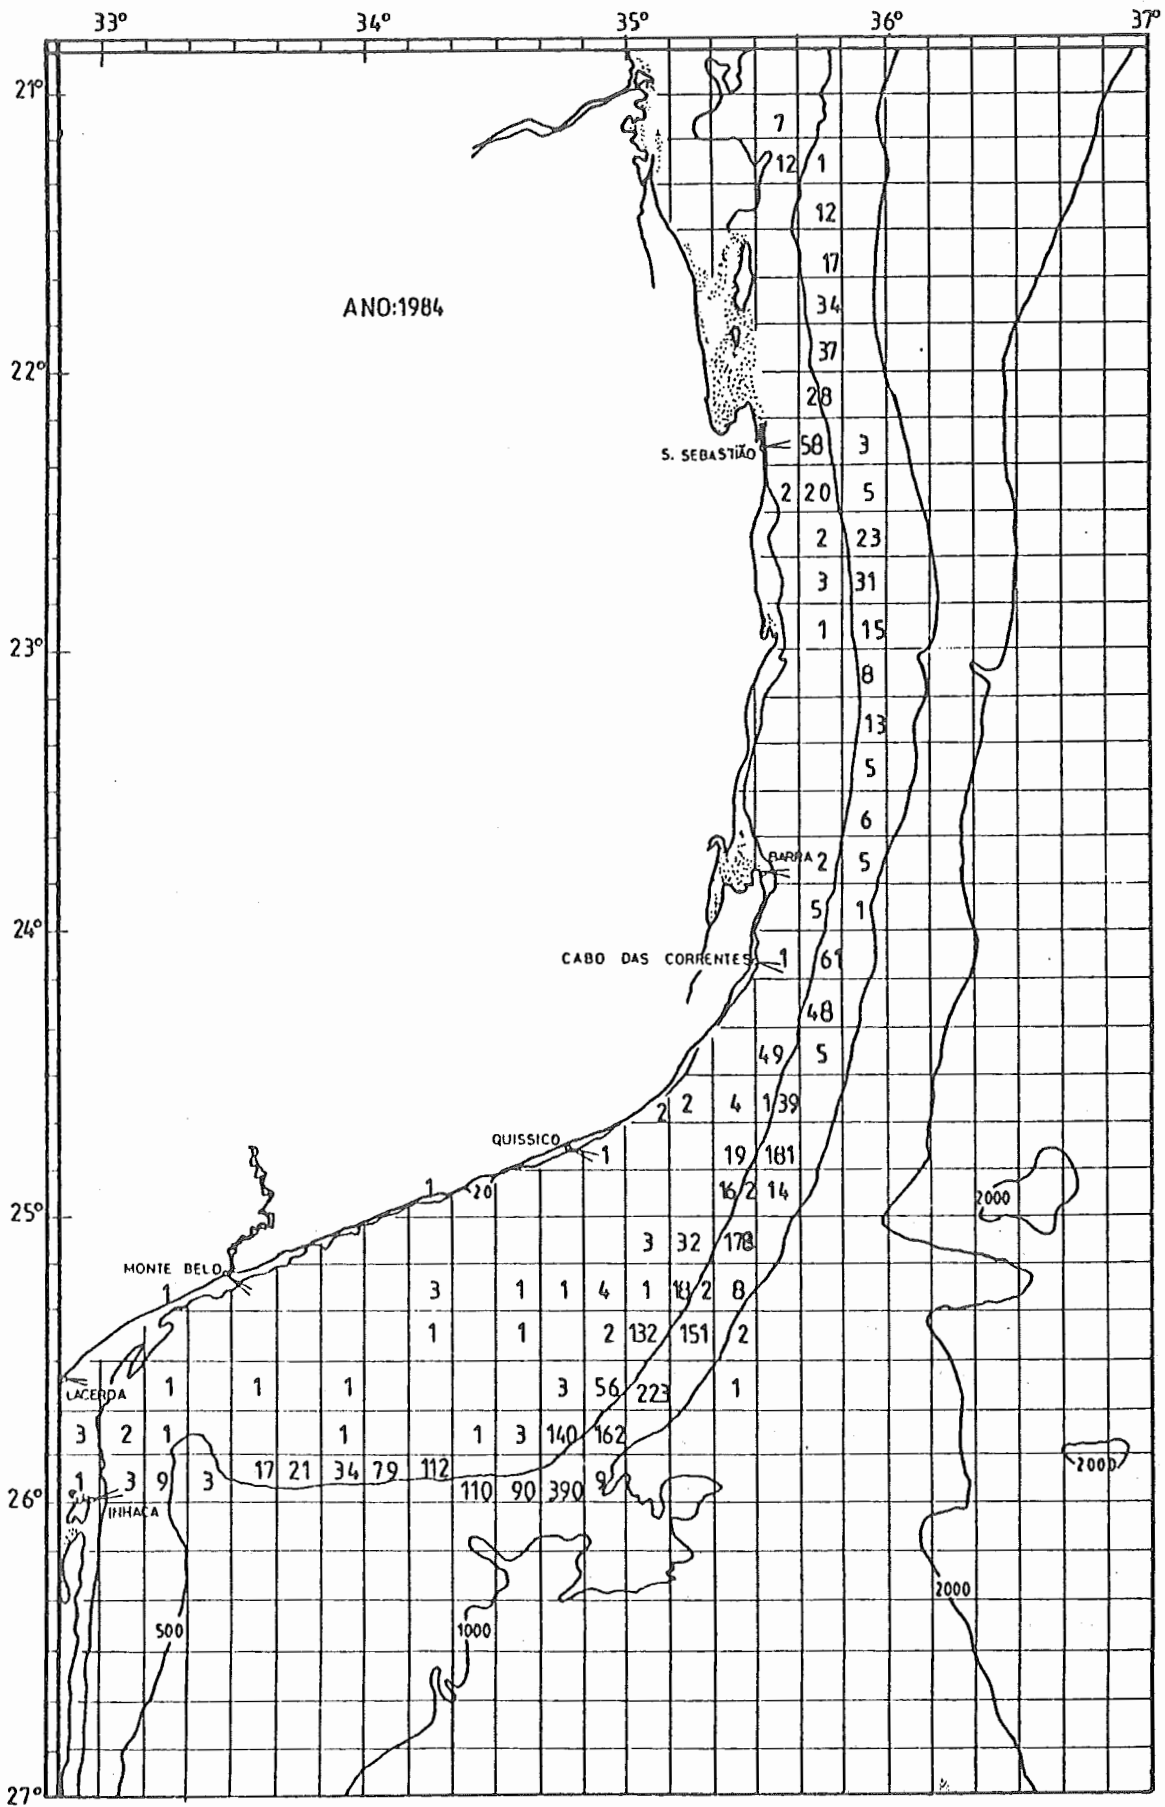 33° 34° 35° 36° 37°
21°
7
12 1
12
17
ANO:1984 34
37
22°
28
S. SEBASTIÃO 58 3
2 20 5
2 23
3 31
1 15
23°
8
13
5
6
BARRA 2 5
5 1
24°
CABO DAS CORRENTES 1 61
48
49 5
2 2 4 139
QUISSICO 1 19 181
1 20 162 14 2000
25°
3 32 178
MONTE BELO 1 3 1 1 4 1 182 8
1 1 2 132 151 2
LACERDA 1 1 1 3 56 223 1
3 2 1 1 1 3 140 162 2000
1 3 9 3 17 21 34 79 112 110 90 390 9
26°
INHACA
2000
500 1000
27°